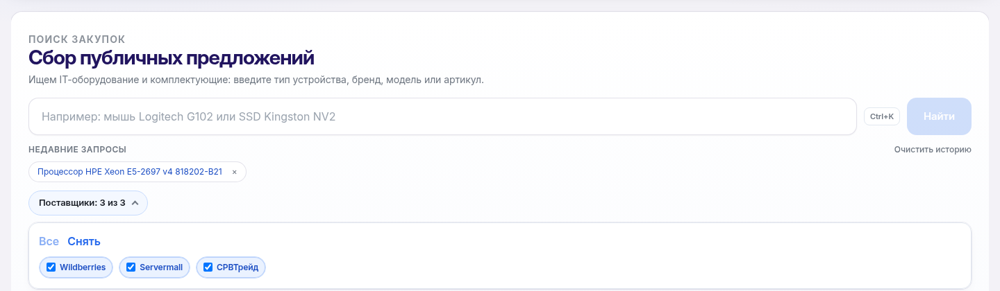 ПОИСК ЗАКУПОК
Сбор публичных предложений
Ищем IT-оборудование и комплектующие: введите тип устройства, бренд, модель или артикул.
Например: мышь Logitech G102 или SSD Kingston NV2
Ctrl+K
Найти
НЕДАВНИЕ ЗАПРОСЫ
Очистить историю
Процессор HPE Xeon E5-2697 v4 818202-B21 ×
Поставщики: 3 из 3
Все Снять
Wildberries Servermall СРВТрейд